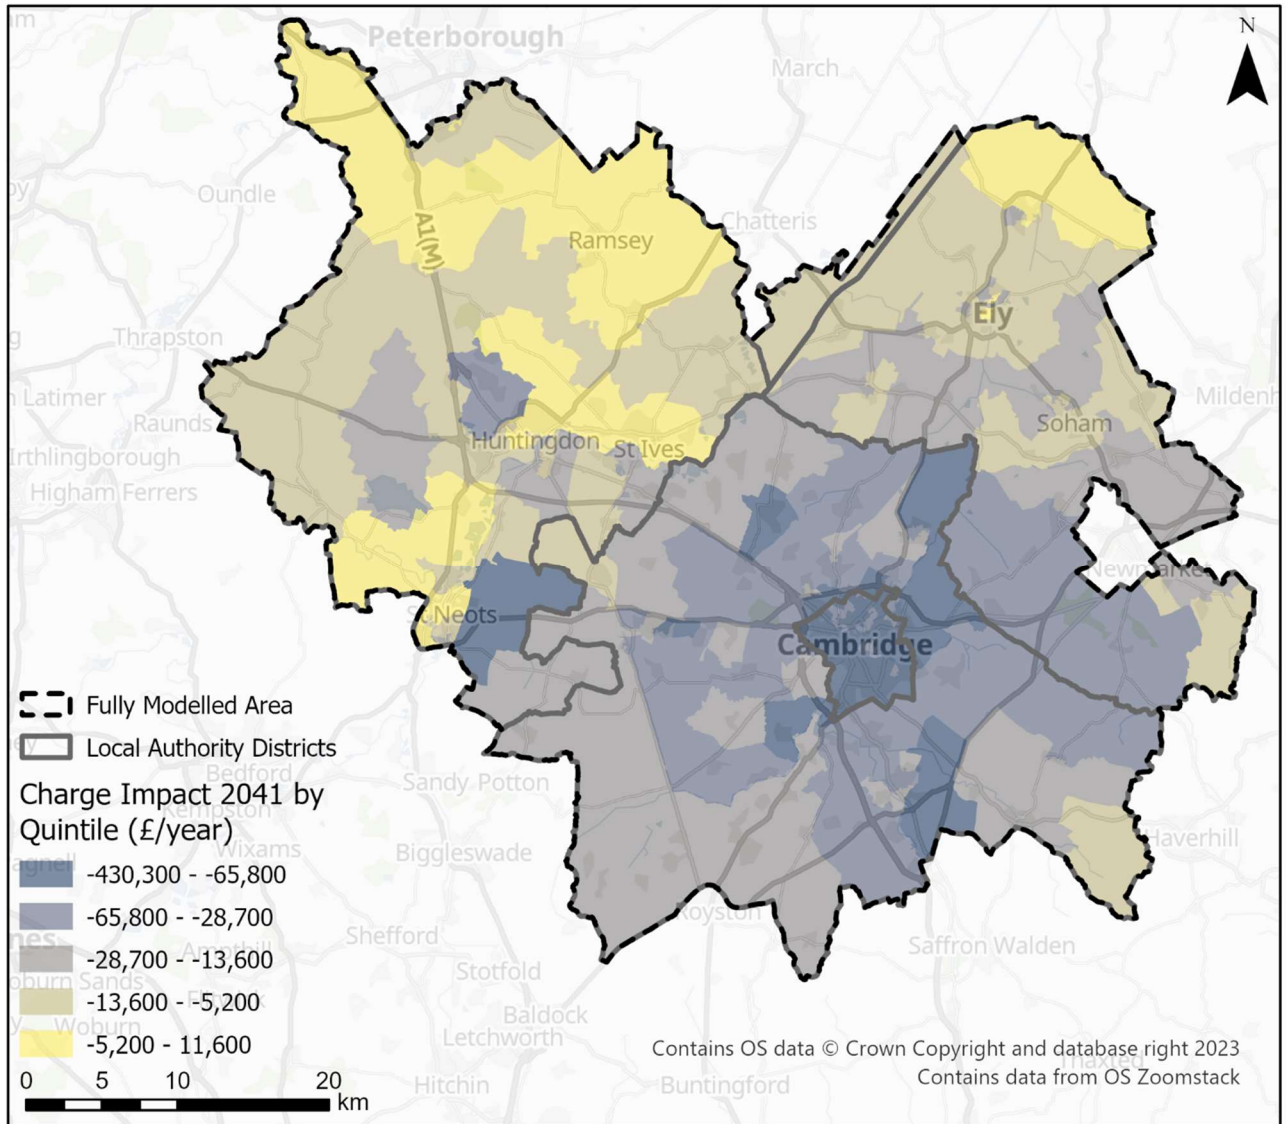 N
Peterborough
March
Oundle
Chatteris
A1(M)
Ramsey
Ely
Thrapston
Latimer
Raunds
Mildenh
Huntingdon
St Ives
Soham
Irthlingborough
Higham Ferrers
Newmarket
St Neots
Cambridge
Fully Modelled Area
Local Authority Districts
Bedford
Kempston
Sandy Potton
Charge Impact 2041 by
Quintile (£/year)
Wixams
Biggleswade
Haverhill
-430,300 - -65,800
-65,800 - -28,700
-28,700 - -13,600
-13,600 - -5,200
-5,200 - 11,600
Royston
Shefford
Saffron Walden
Ampthill
Stotfold
Woburn Sands
Flitwick
Baldock
Woburn
Letchworth
Thaxted
Hitchin
Buntingford
Contains OS data © Crown Copyright and database right 2023
Contains data from OS Zoomstack
0 5 10 20
km